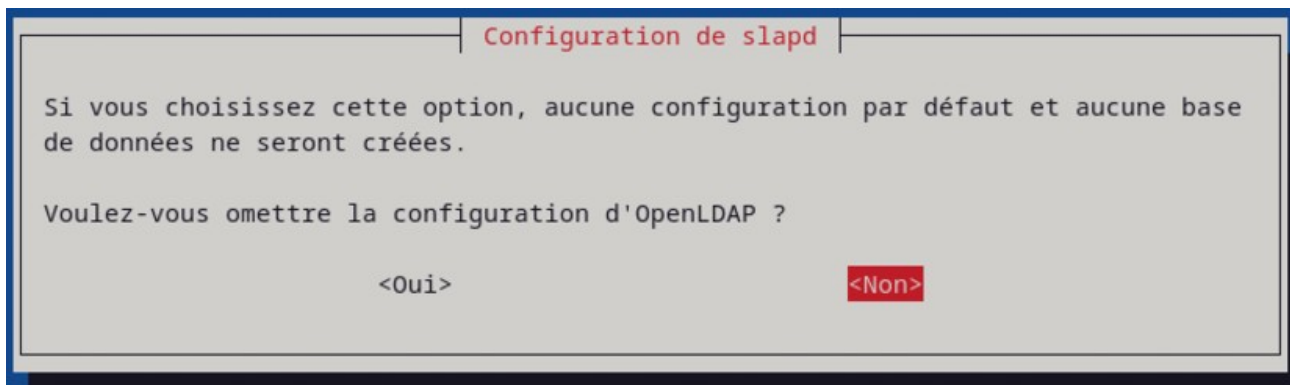 Configuration de slapd
Si vous choisissez cette option, aucune configuration par défaut et aucune base
de données ne seront créées.
Voulez-vous omettre la configuration d'OpenLDAP ?
<Oui> <Non>